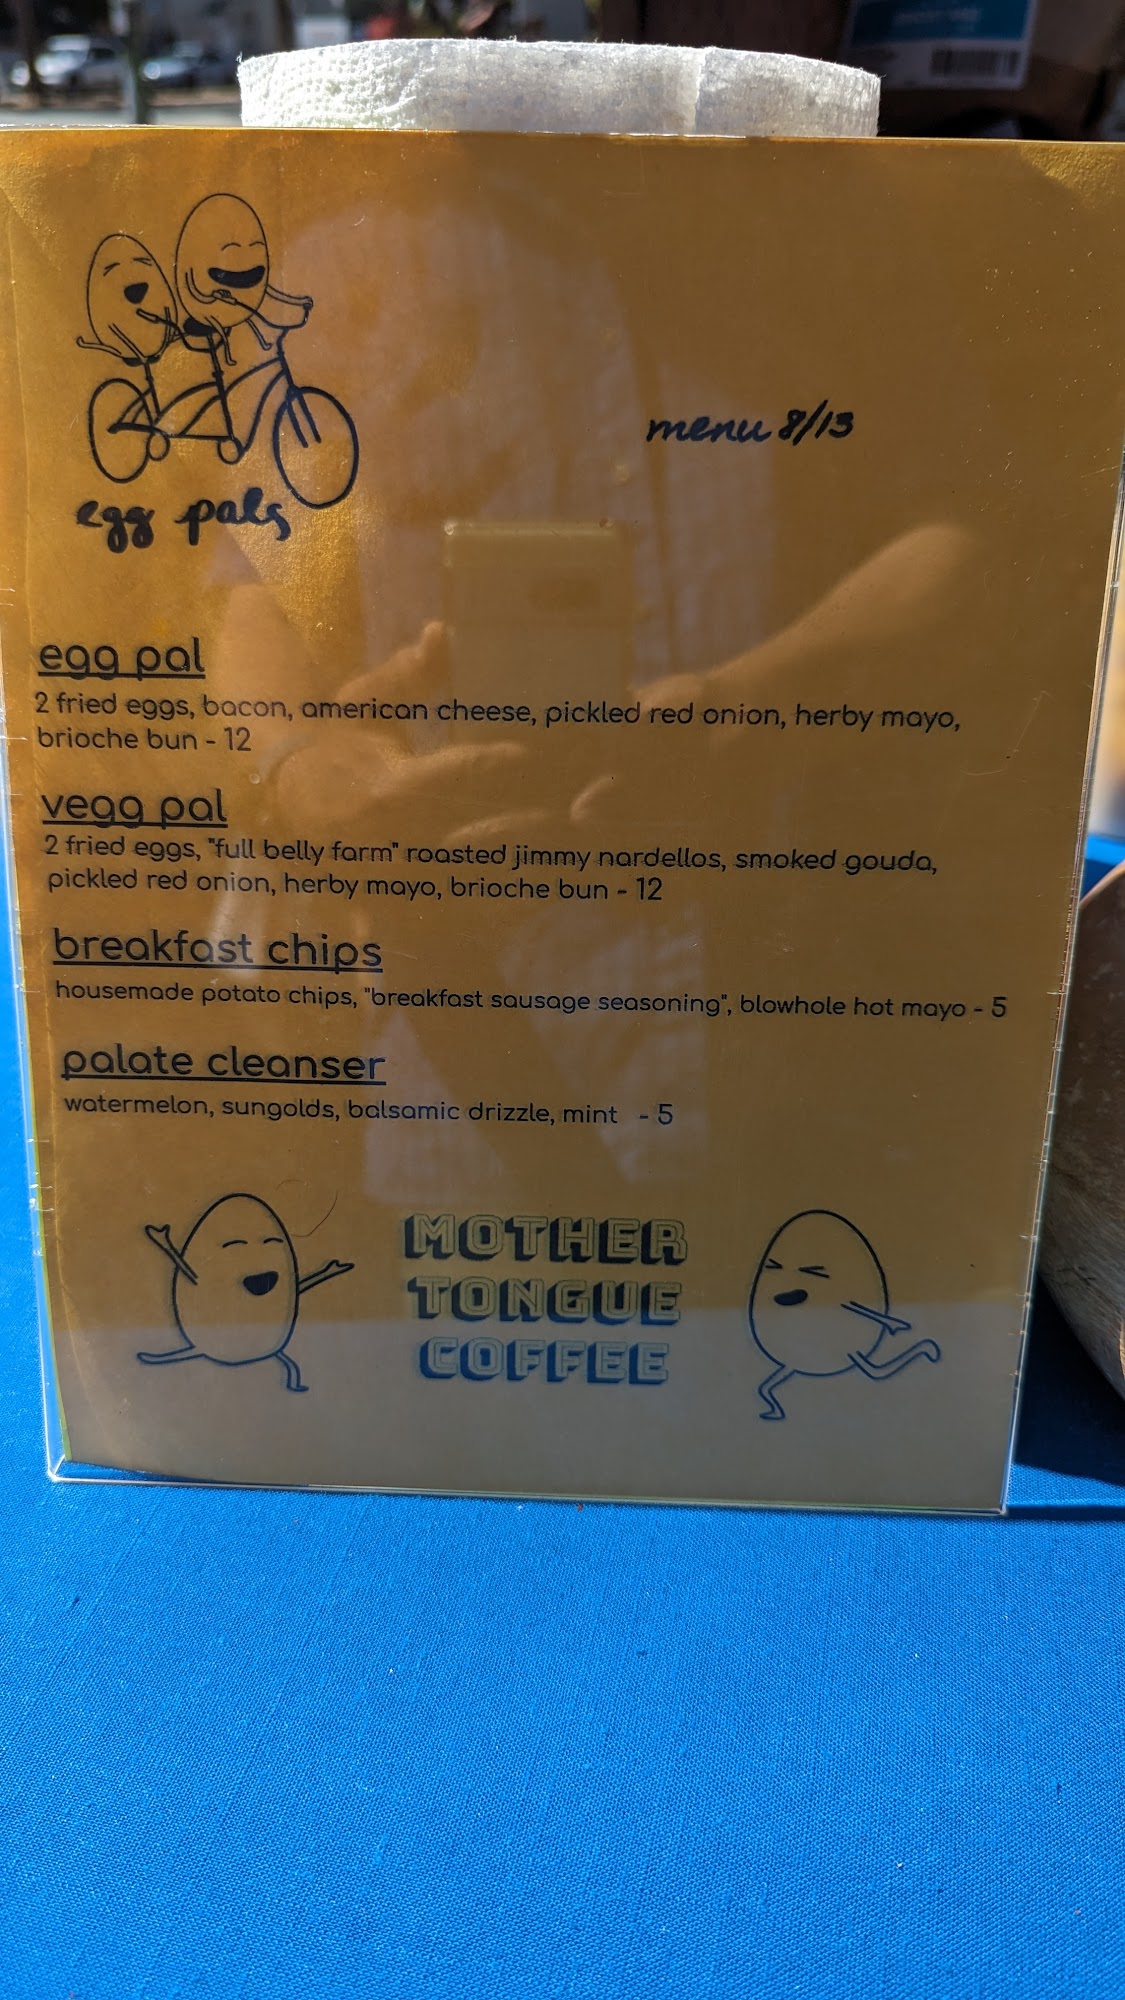 egg pals
menu 8/13
egg pal
2 fried eggs, bacon, american cheese, pickled red onion, herby mayo,
brioche bun - 12
vegg pal
2 fried eggs, "full belly farm" roasted jimmy nardellos, smoked gouda,
pickled red onion, herby mayo, brioche bun - 12
breakfast chips
housemade potato chips, "breakfast sausage seasoning", blowhole hot mayo - 5
palate cleanser
watermelon, sungolds, balsamic drizzle, mint - 5
MOTHER
TONGUE
COFFEE